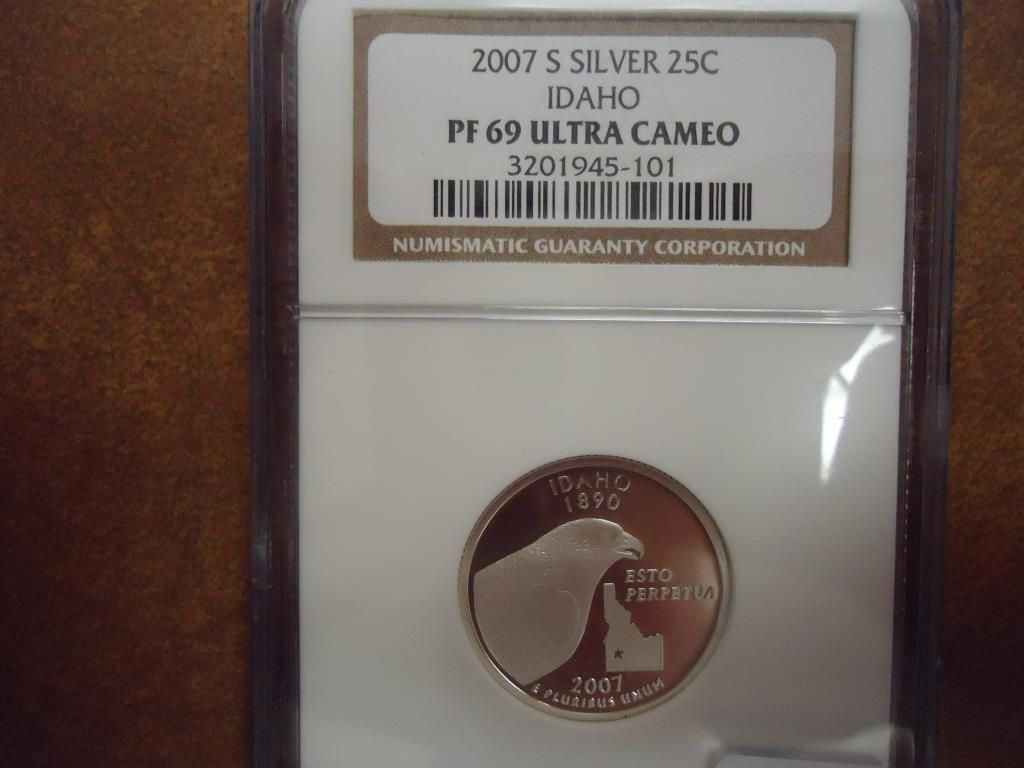 2007 S SILVER 25C
IDAHO
PF 69 ULTRA CAMEO
3201945-101
NUMISMATIC GUARANTY CORPORATION
IDAHO
1890
ESTO
PERPETUA
2007
E PLURIBUS UNUM